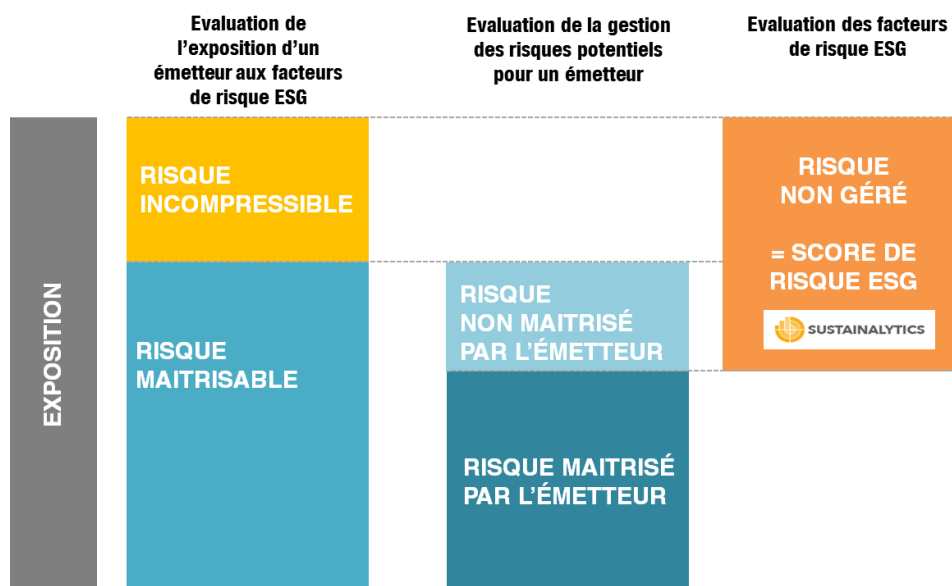 Evaluation de
l’exposition d’un
émetteur aux facteurs
de risque ESG
Evaluation de la gestion
des risques potentiels
pour un émetteur
Evaluation des facteurs
de risque ESG
EXPOSITION
RISQUE
INCOMPRESSIBLE
RISQUE
MAITRISABLE
RISQUE
NON MAITRISÉ
PAR L’ÉMETTEUR
RISQUE MAITRISÉ
PAR L’ÉMETTEUR
RISQUE
NON GÉRÉ
= SCORE DE
RISQUE ESG
SUSTAINALYTICS